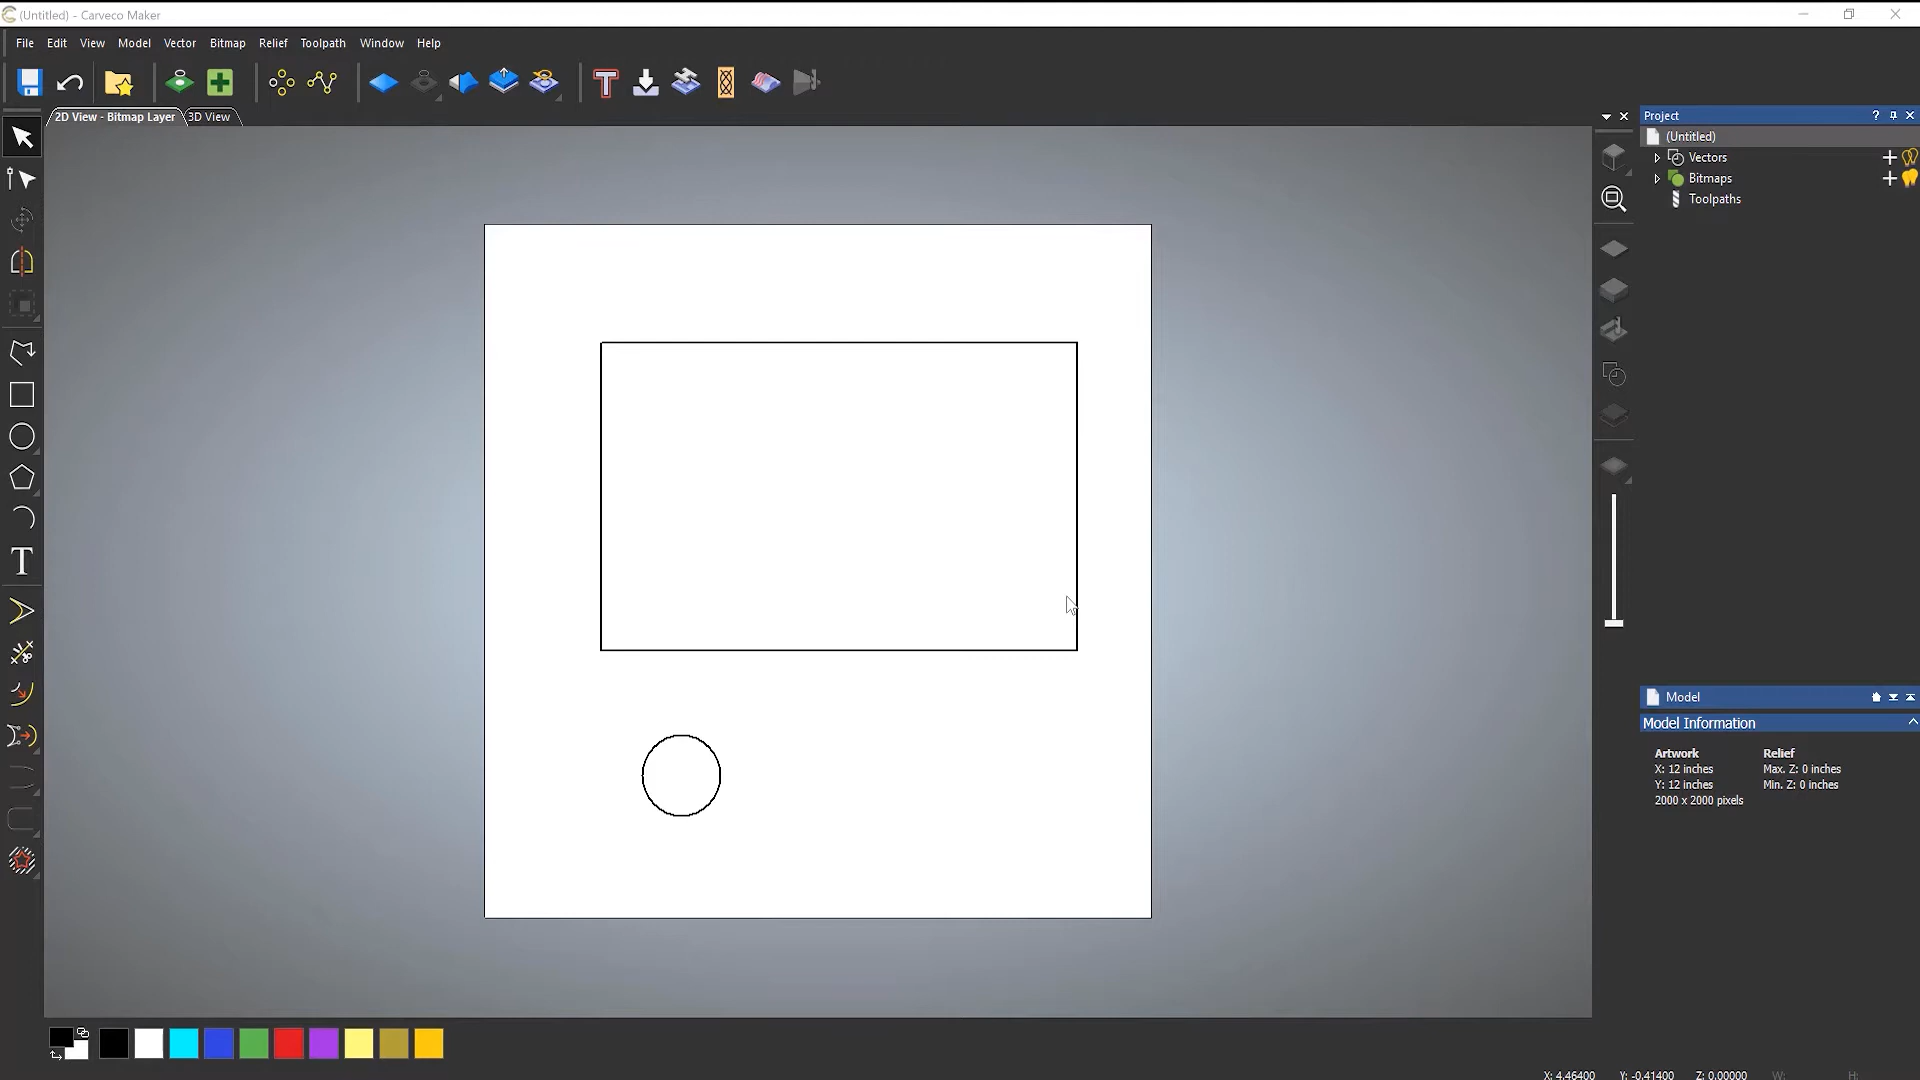 (Untitled) - Carveco Maker
File Edit View Model Vector Bitmap Relief Toolpath Window Help
2D View - Bitmap Layer 3D View
Project
(Untitled)
Vectors
Bitmaps
Toolpaths
Model
Model Information
Artwork Relief
X: 12 inches Max. Z: 0 inches
Y: 12 inches Min. Z: 0 inches
2000 x 2000 pixels
X: 4.46400 Y: -0.41400 Z: 0.00000 W: H: